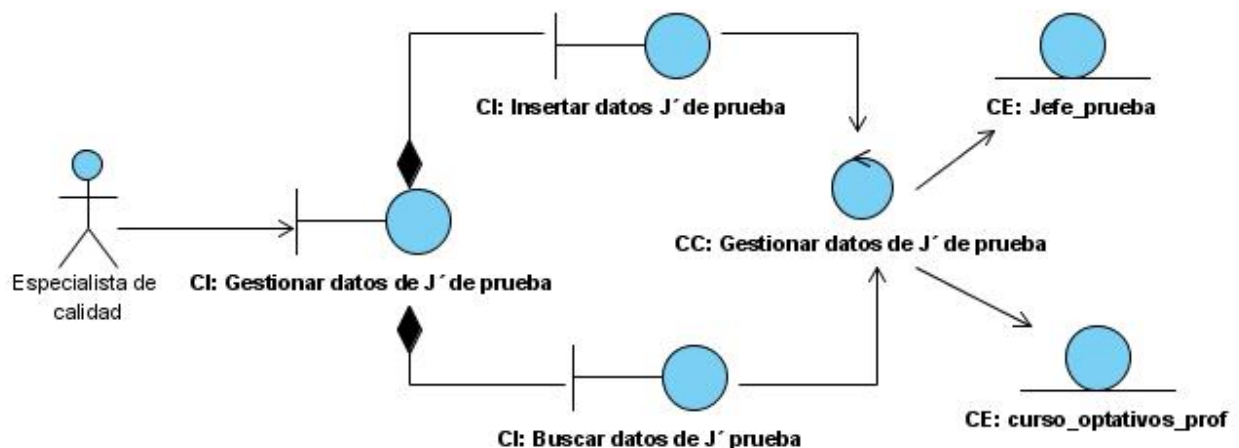 CI: Insertar datos J´ de prueba
CE: Jefe_prueba
Especialista de
calidad
CI: Gestionar datos de J´ de prueba
CC: Gestionar datos de J´ de prueba
CI: Buscar datos de J´ prueba
CE: curso_optativos_prof